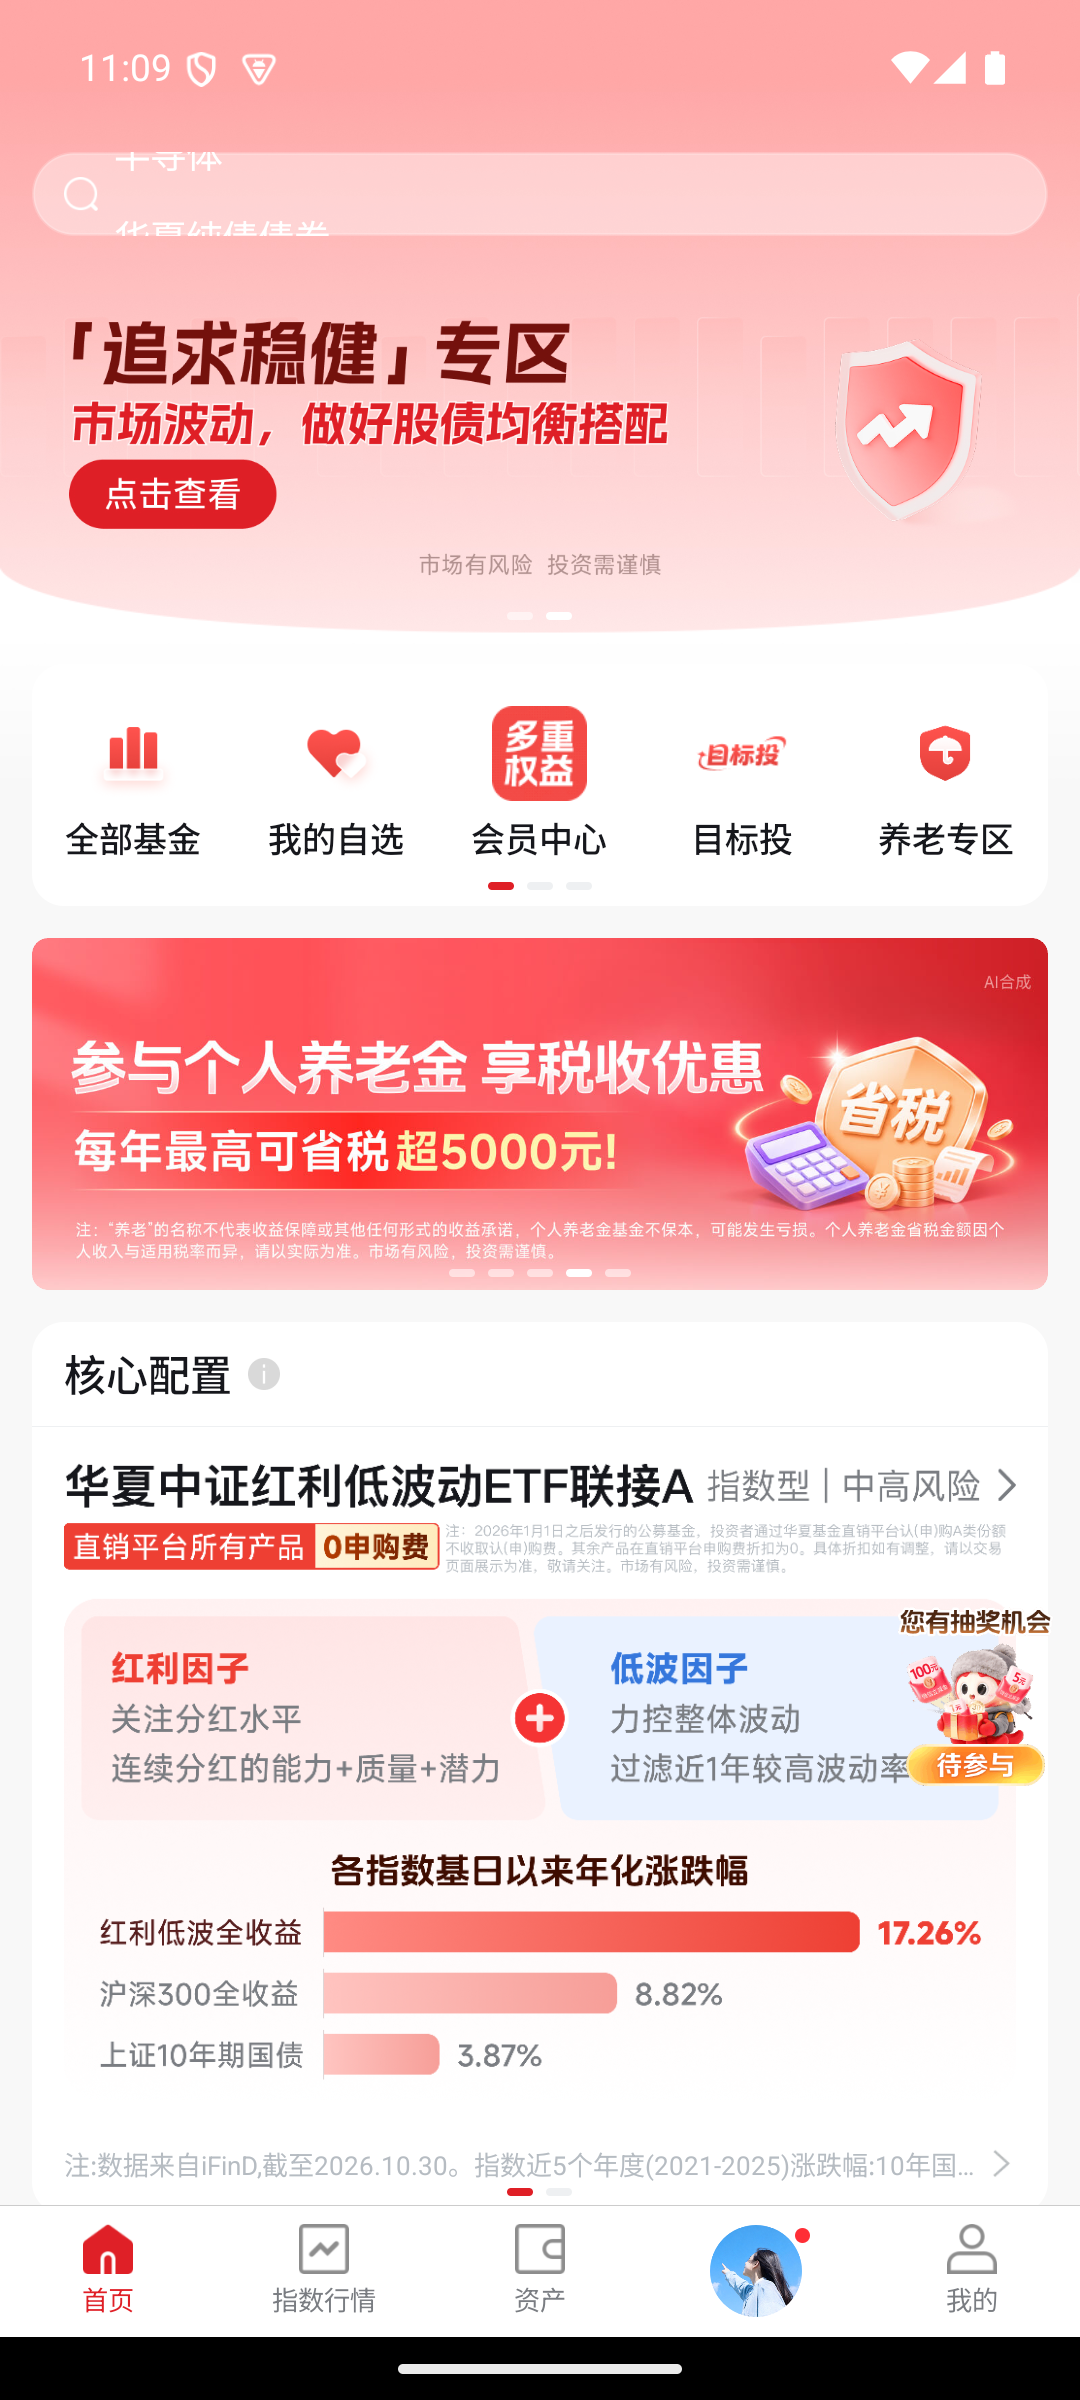 11:09
半导体
华夏纯债债券
「追求稳健」专区
市场波动，做好股债均衡搭配
点击查看
市场有风险 投资需谨慎
多重
权益
目标投
全部基金
我的自选
会员中心
目标投
养老专区
AI合成
参与个人养老金 享税收优惠
每年最高可省税超5000元!
省税
注：“养老”的名称不代表收益保障或其他任何形式的收益承诺，个人养老金基金不保本，可能发生亏损。个人养老金省税金额因个
人收入与适用税率而异，请以实际为准。市场有风险，投资需谨慎。
核心配置
华夏中证红利低波动ETF联接A 指数型 | 中高风险
直销平台所有产品 0申购费
注：2026年1月1日之后发行的公募基金，投资者通过华夏基金直销平台认(申)购A类份额
不收取认(申)购费。其余产品在直销平台申购费折扣为0。具体折扣如有调整，请以交易
页面展示为准，敬请关注。市场有风险，投资需谨慎。
您有抽奖机会
100元
5元
待参与
红利因子
关注分红水平
连续分红的能力+质量+潜力
低波因子
力控整体波动
过滤近1年较高波动率
各指数基日以来年化涨跌幅
红利低波全收益 17.26%
沪深300全收益 8.82%
上证10年期国债 3.87%
注:数据来自iFinD,截至2026.10.30。指数近5个年度(2021-2025)涨跌幅:10年国...
首页
指数行情
资产
我的